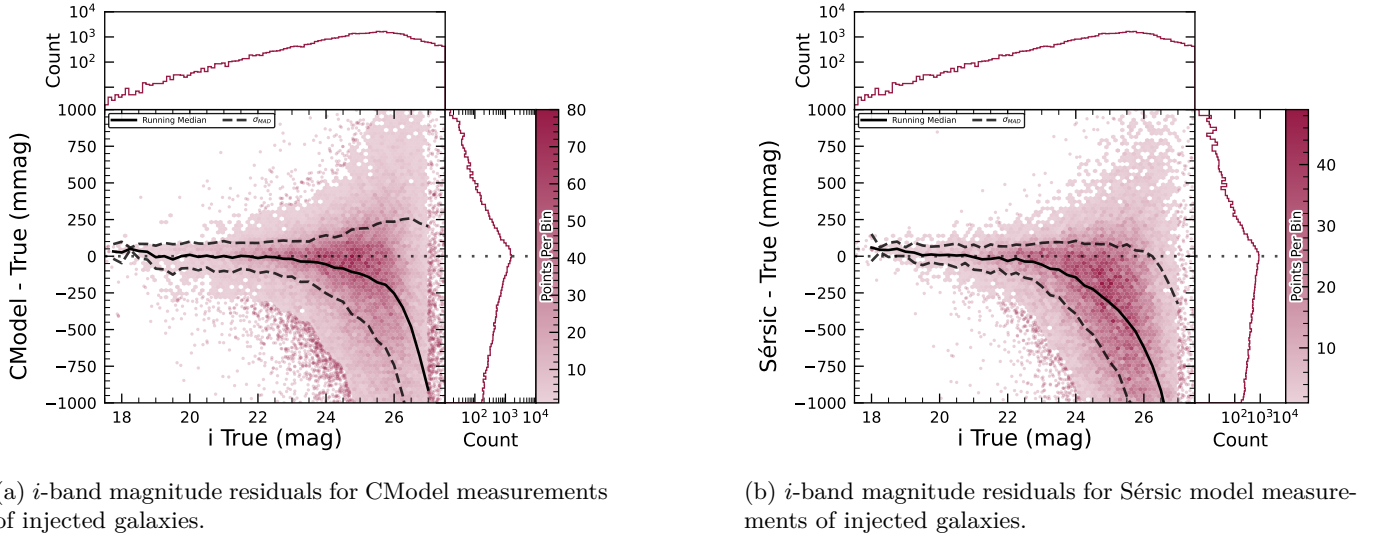 10⁴
10³
10²
Count
1000
750
500
250
0
−250
−500
−750
−1000
CModel - True (mmag)
Running Median
σMAD
18
20
22
24
26
i True (mag)
10² 10³ 10⁴
Count
80
70
60
50
40
30
20
10
Points Per Bin
(a) i-band magnitude residuals for CModel measurements
of injected galaxies.
10⁴
10³
10²
Count
1000
750
500
250
0
−250
−500
−750
−1000
Sérsic - True (mmag)
Running Median
σMAD
18
20
22
24
26
i True (mag)
10² 10³ 10⁴
Count
40
30
20
10
Points Per Bin
(b) i-band magnitude residuals for Sérsic model measure-
ments of injected galaxies.